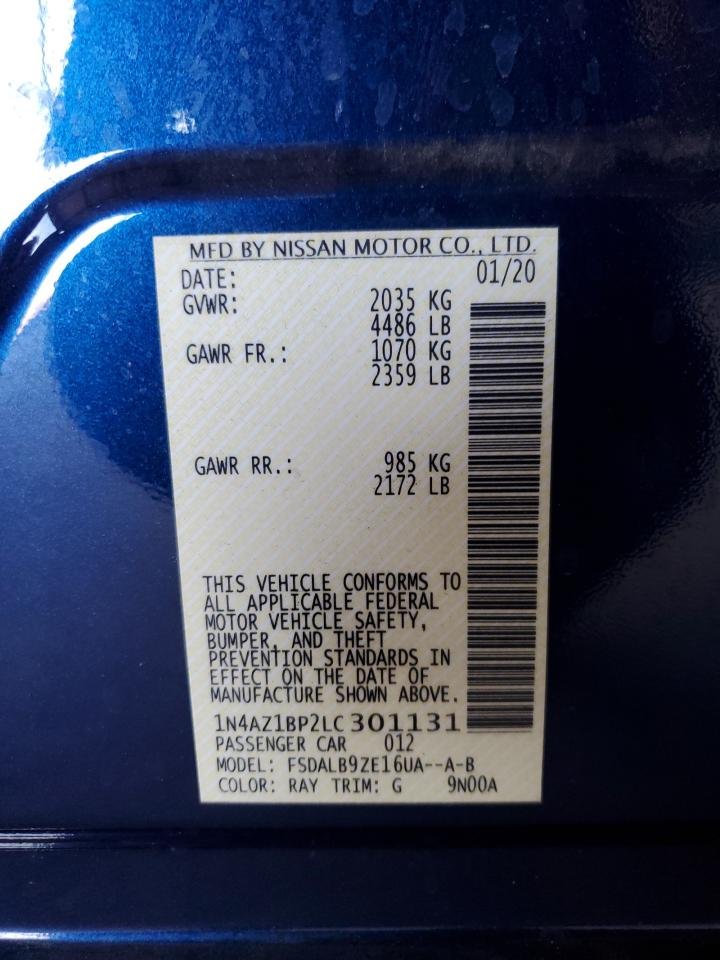 MFD BY NISSAN MOTOR CO., LTD.
DATE: 01/20
GVWR: 2035 KG
4486 LB
GAWR FR.: 1070 KG
2359 LB
GAWR RR.: 985 KG
2172 LB
THIS VEHICLE CONFORMS TO
ALL APPLICABLE FEDERAL
MOTOR VEHICLE SAFETY,
BUMPER, AND THEFT
PREVENTION STANDARDS IN
EFFECT ON THE DATE OF
MANUFACTURE SHOWN ABOVE.
1N4AZ1BP2LC301131
PASSENGER CAR 012
MODEL: FSDALB9ZE16UA--A-B
COLOR: RAY TRIM: G 9N00A